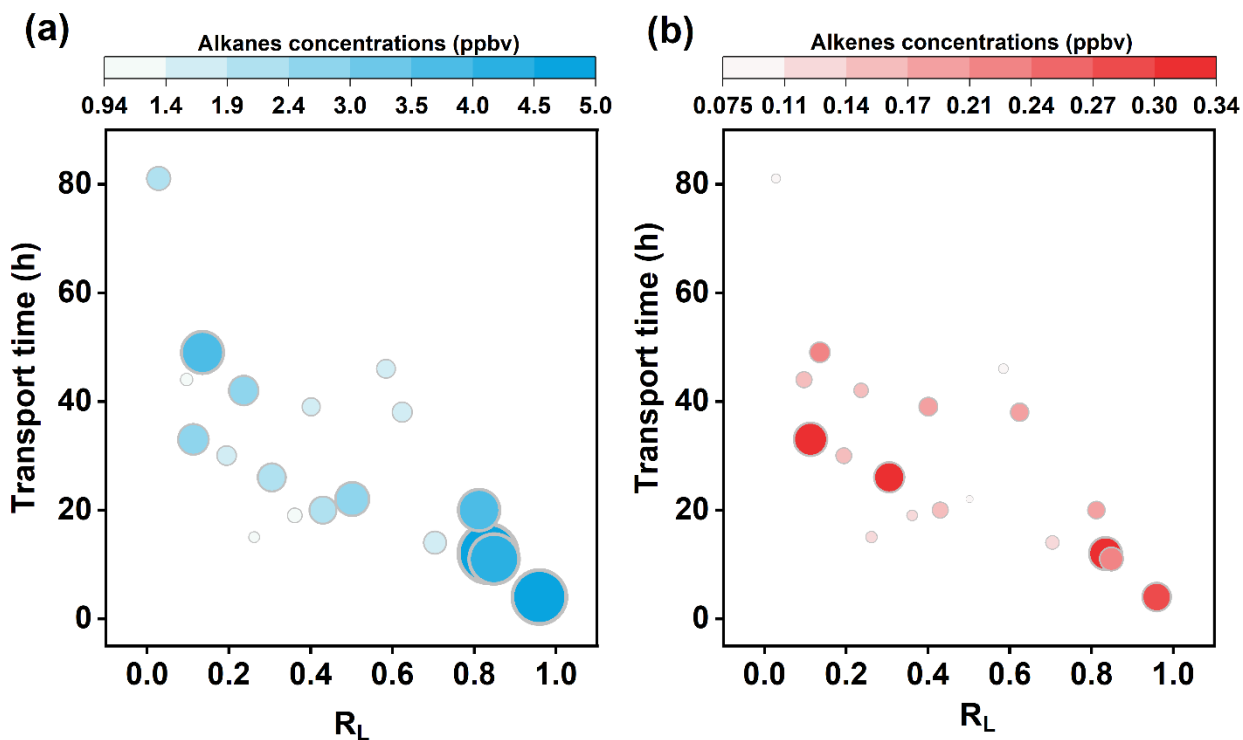 (a)
Alkanes concentrations (ppbv)
0.94 1.4 1.9 2.4 3.0 3.5 4.0 4.5 5.0
80
60
40
20
0
Transport time (h)
0.0 0.2 0.4 0.6 0.8 1.0
RL
(b)
Alkenes concentrations (ppbv)
0.075 0.11 0.14 0.17 0.21 0.24 0.27 0.30 0.34
80
60
40
20
0
Transport time (h)
0.0 0.2 0.4 0.6 0.8 1.0
RL